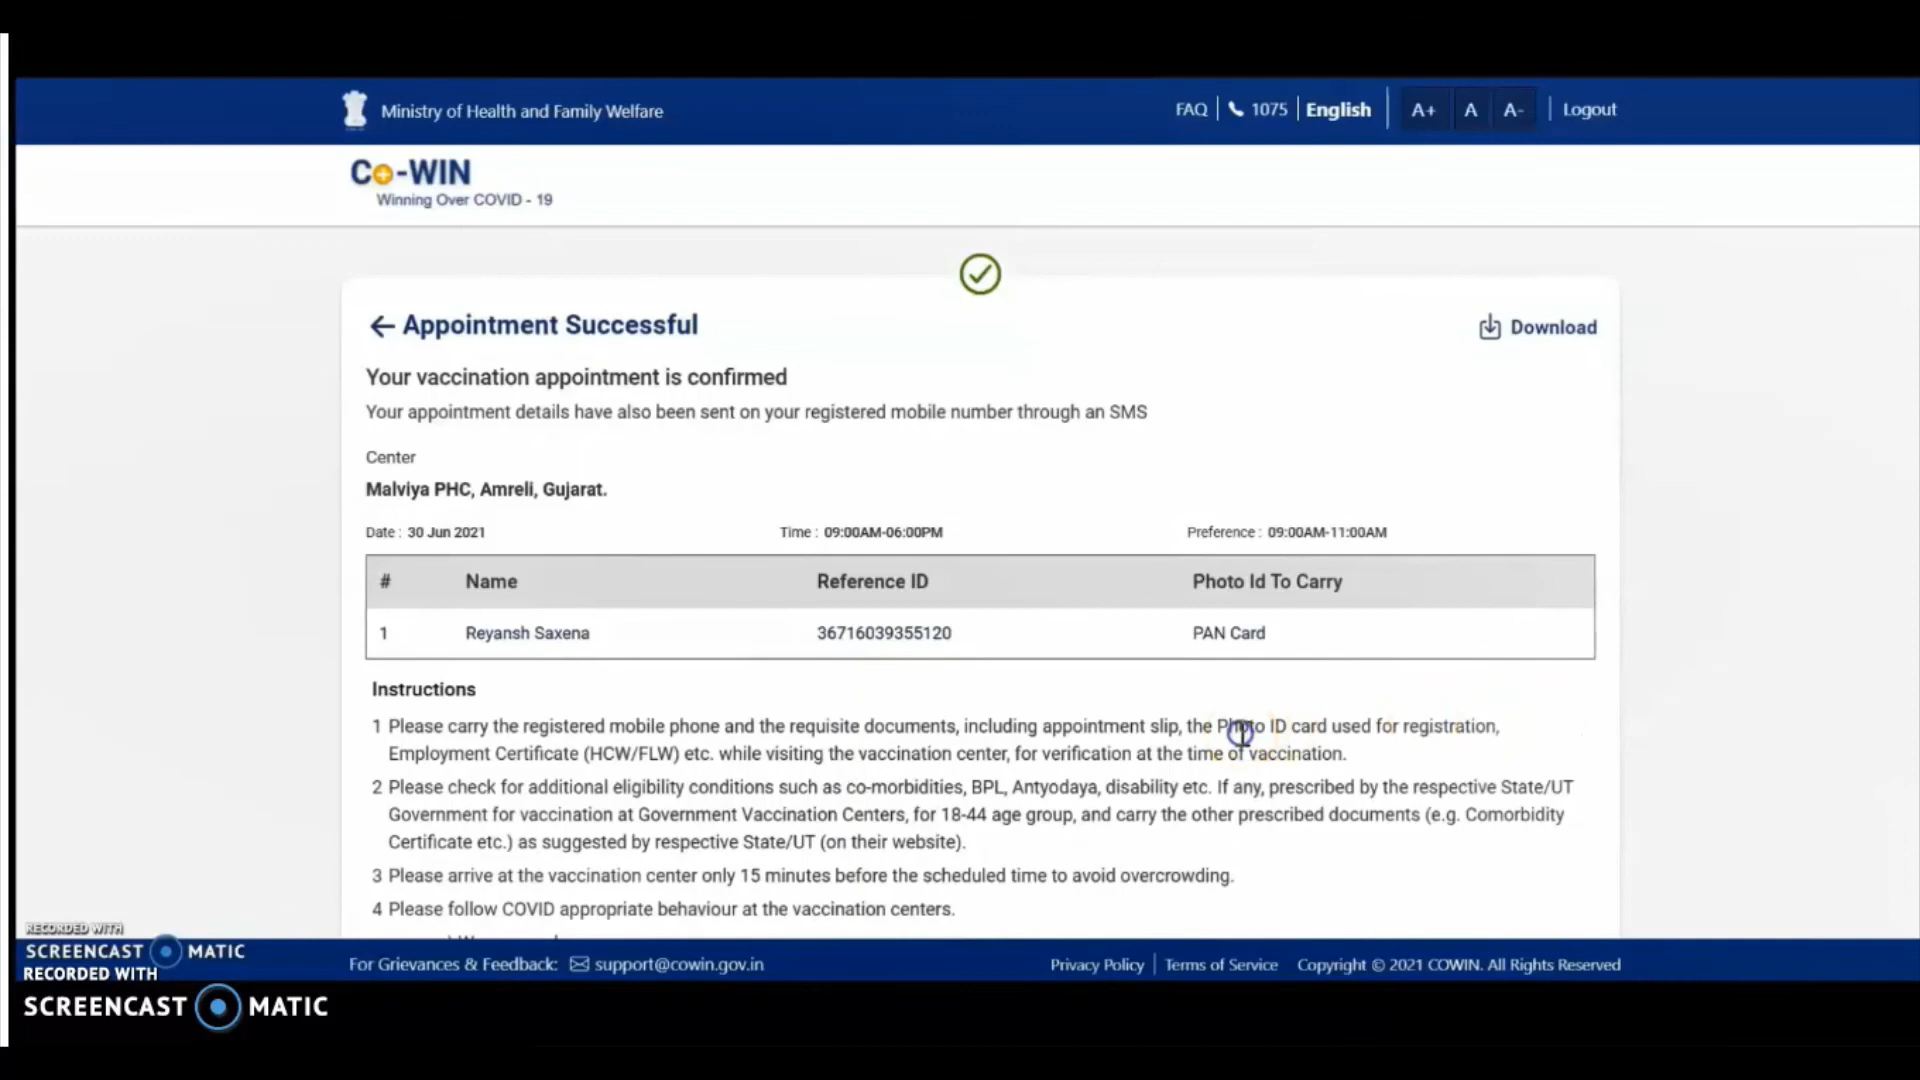 Ministry of Health and Family Welfare
FAQ 1075 English A+ A A- Logout
Co-WIN
Winning Over COVID - 19
Appointment Successful
Download
Your vaccination appointment is confirmed
Your appointment details have also been sent on your registered mobile number through an SMS
Center
Malviya PHC, Amreli, Gujarat.
Date : 30 Jun 2021 Time : 09:00AM-06:00PM Preference : 09:00AM-11:00AM
# Name Reference ID Photo Id To Carry
1 Reyansh Saxena 36716039355120 PAN Card
Instructions
1 Please carry the registered mobile phone and the requisite documents, including appointment slip, the Photo ID card used for registration,
Employment Certificate (HCW/FLW) etc. while visiting the vaccination center, for verification at the time of vaccination.
2 Please check for additional eligibility conditions such as co-morbidities, BPL, Antyodaya, disability etc. If any, prescribed by the respective State/UT
Government for vaccination at Government Vaccination Centers, for 18-44 age group, and carry the other prescribed documents (e.g. Comorbidity
Certificate etc.) as suggested by respective State/UT (on their website).
3 Please arrive at the vaccination center only 15 minutes before the scheduled time to avoid overcrowding.
4 Please follow COVID appropriate behaviour at the vaccination centers.
RECORDED WITH
SCREENCAST MATIC
For Grievances & Feedback: support@cowin.gov.in
Privacy Policy Terms of Service Copyright © 2021 COWIN. All Rights Reserved
RECORDED WITH
SCREENCAST MATIC